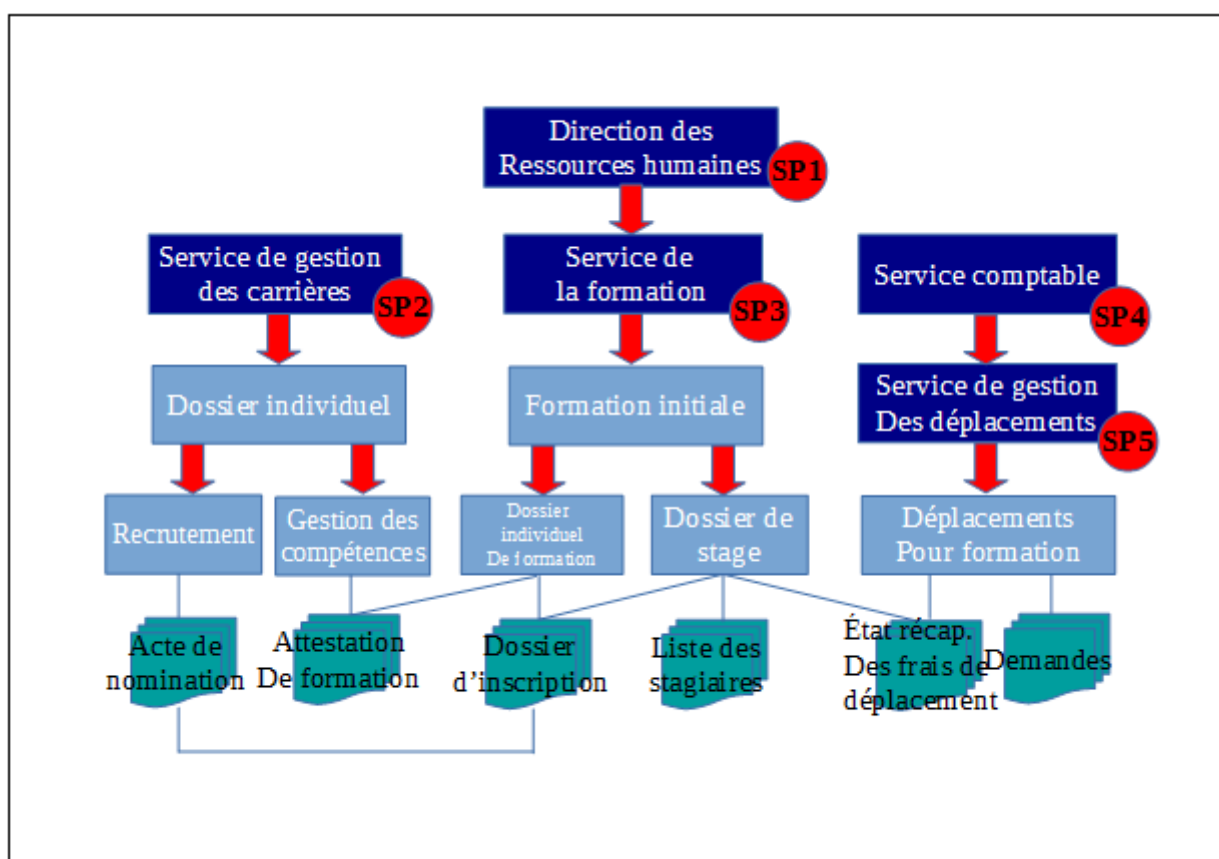 Direction des
Ressources humaines
SP1
Service de gestion
des carrières
SP2
Service de
la formation
SP3
Service comptable
SP4
Dossier individuel
Formation initiale
Service de gestion
Des déplacements
SP5
Recrutement
Gestion des
compétences
Dossier
individuel
De formation
Dossier de
stage
Déplacements
Pour formation
Acte de
nomination
Attestation
De formation
Dossier
d’inscription
Liste des
stagiaires
État récap.
Des frais de
déplacement
Demandes